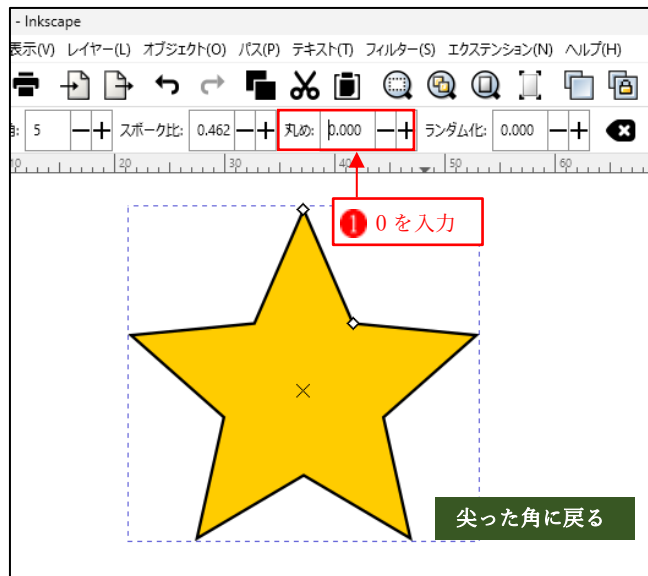 - Inkscape
表示(V) レイヤー(L) オブジェクト(O) パス(P) テキスト(T) フィルター(S) エクステンション(N) ヘルプ(H)
5 スポーク比: 0.462 丸め: 0.000 ランダム化: 0.000
20 30 40 50 60
1 0を入力
尖った角に戻る